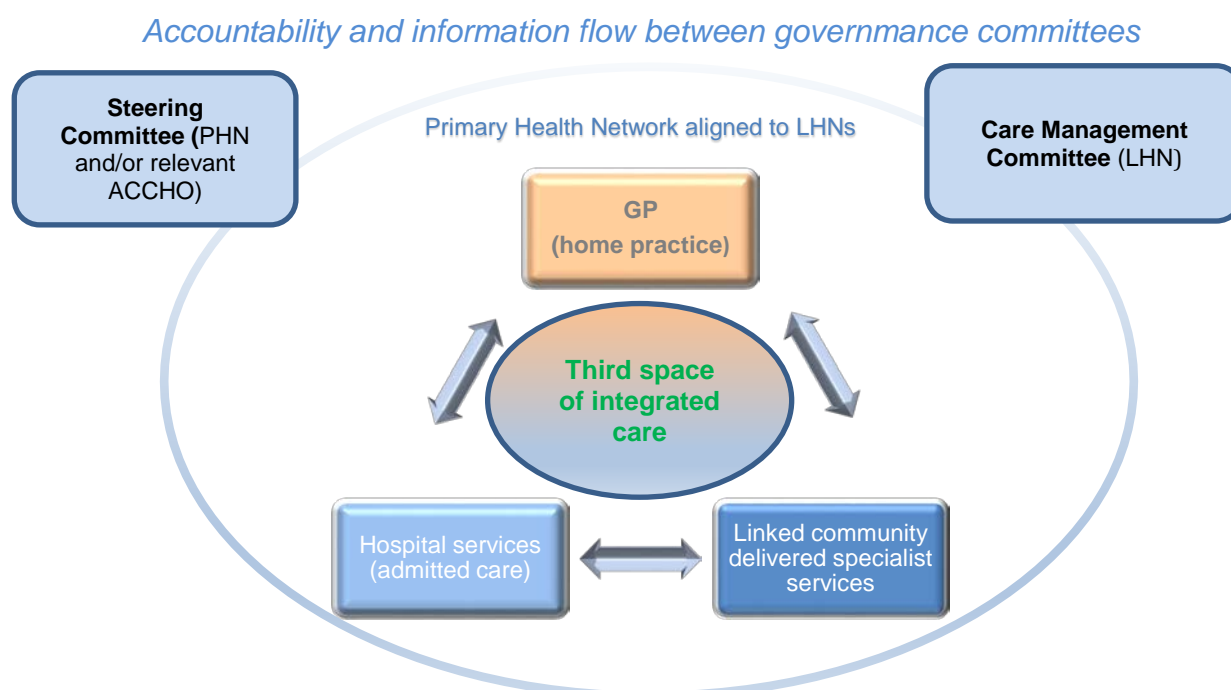 Accountability and information flow between governmance committees
Steering
Committee (PHN
and/or relevant
ACCHO)
Care Management
Committee (LHN)
Primary Health Network aligned to LHNs
GP
(home practice)
Third space
of integrated
care
Hospital services
(admitted care)
Linked community
delivered specialist
services